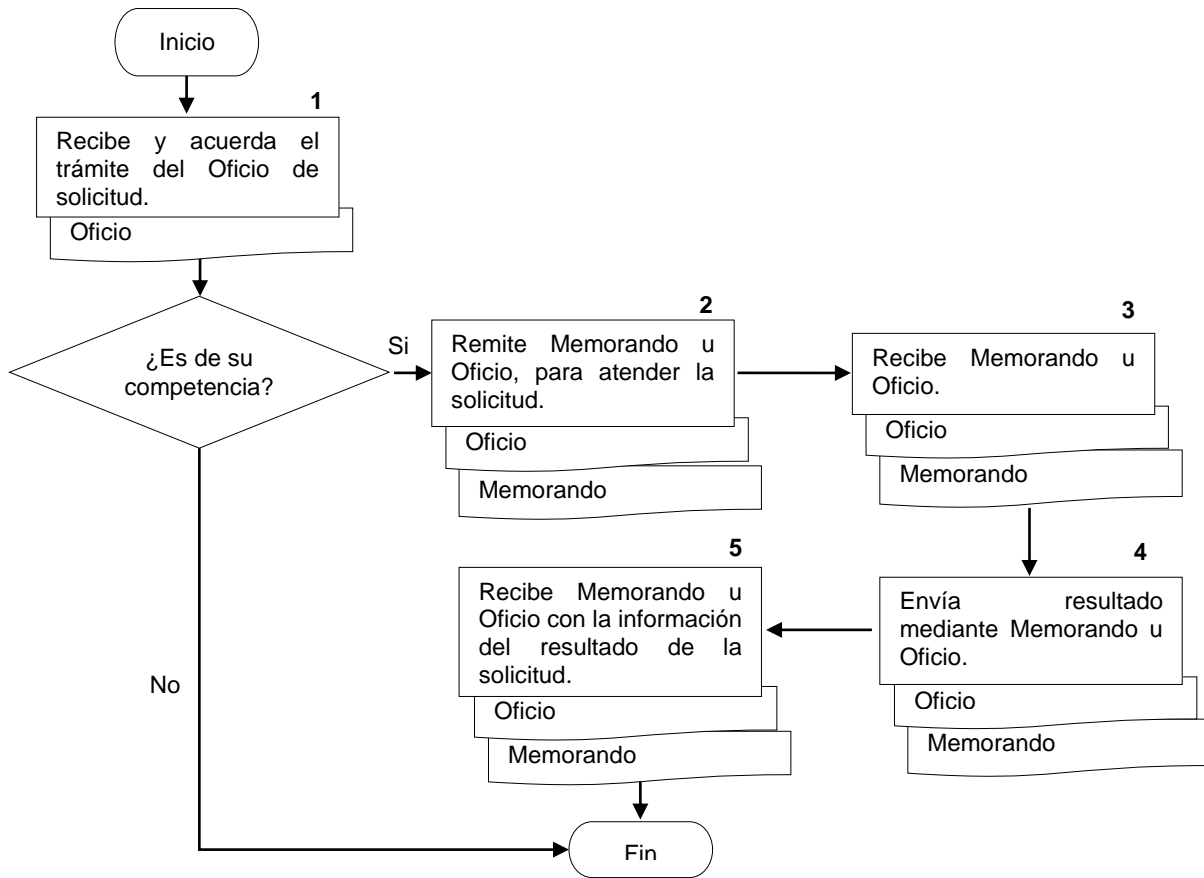 Inicio
1
Recibe y acuerda el
trámite del Oficio de
solicitud.
Oficio
¿Es de su
competencia?
Si
No
2
Remite Memorando u
Oficio, para atender la
solicitud.
Oficio
Memorando
3
Recibe Memorando u
Oficio.
Oficio
Memorando
4
Envía resultado
mediante Memorando u
Oficio.
Oficio
Memorando
5
Recibe Memorando u
Oficio con la información
del resultado de la
solicitud.
Oficio
Memorando
Fin